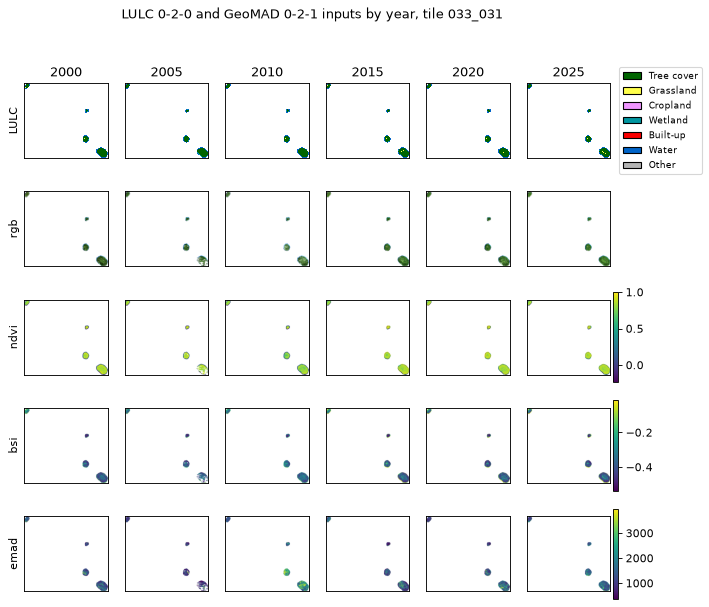 LULC 0-2-0 and GeoMAD 0-2-1 inputs by year, tile 033_031
2000 2005 2010 2015 2020 2025
LULC
Tree cover
Grassland
Cropland
Wetland
Built-up
Water
Other
rgb
ndvi
1.0
0.5
0.0
bsi
−0.2
−0.4
emad
3000
2000
1000